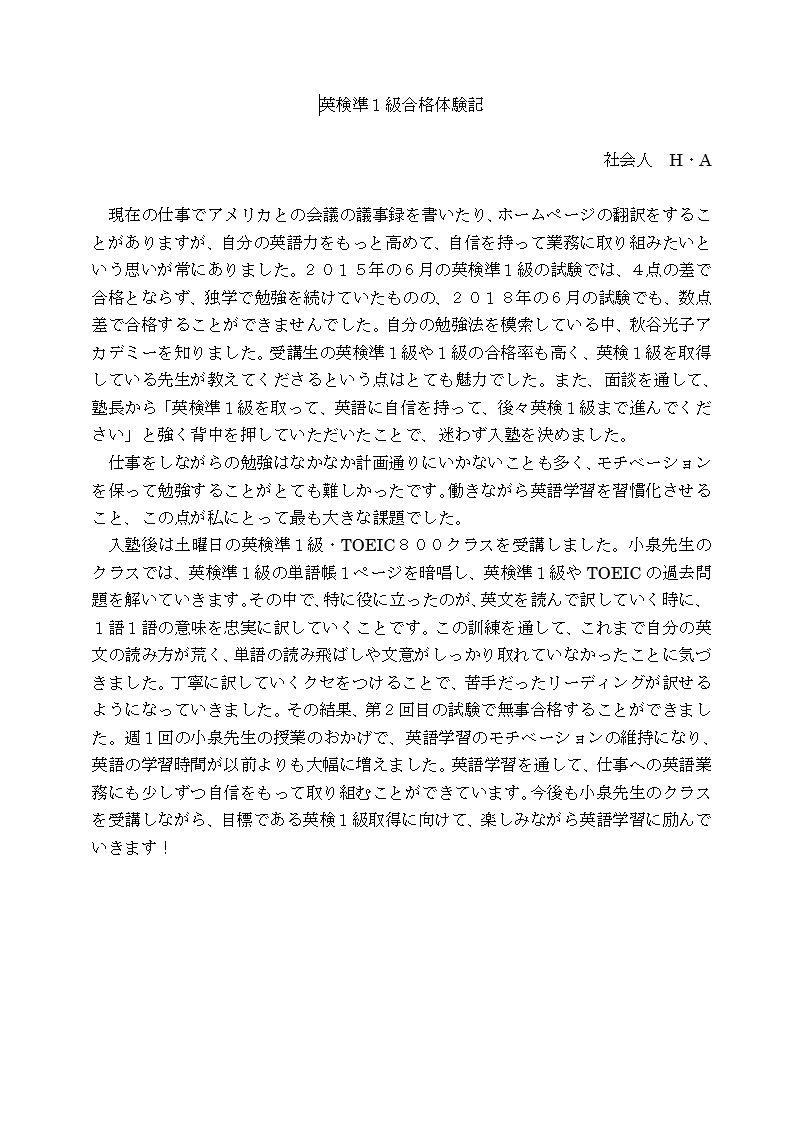 英検準１級合格体験記
社会人　H・A
現在の仕事でアメリカとの会議の議事録を書いたり、ホームページの翻訳をするこ
とがありますが、自分の英語力をもっと高めて、自信を持って業務に取り組みたいと
いう思いが常にありました。２０１５年の６月の英検準１級の試験では、４点の差で
合格とならず、独学で勉強を続けていたものの、２０１８年の６月の試験でも、数点
差で合格することができませんでした。自分の勉強法を模索している中、秋谷光子ア
カデミーを知りました。受講生の英検準１級や１級の合格率も高く、英検１級を取得
している先生が教えてくださるという点はとても魅力でした。また、面談を通して、
塾長から「英検準１級を取って、英語に自信を持って、後々英検１級まで進んでくだ
さい」と強く背中を押していただいたことで、迷わず入塾を決めました。
仕事をしながらの勉強はなかなか計画通りにいかないことも多く、モチベーション
を保って勉強することがとても難しかったです。働きながら英語学習を習慣化させる
こと、この点が私にとって最も大きな課題でした。
入塾後は土曜日の英検準１級・TOEIC８００クラスを受講しました。小泉先生の
クラスでは、英検準１級の単語帳１ページを暗唱し、英検準１級や TOEIC の過去問
題を解いていきます。その中で、特に役に立ったのが、英文を読んで訳していく時に、
１語１語の意味を忠実に訳していくことです。この訓練を通して、これまで自分の英
文の読み方が荒く、単語の読み飛ばしや文意がしっかり取れていなかったことに気づ
きました。丁寧に訳していくクセをつけることで、苦手だったリーディングが訳せる
ようになっていきました。その結果、第２回目の試験で無事合格することができまし
た。週１回の小泉先生の授業のおかげで、英語学習のモチベーションの維持になり、
英語の学習時間が以前よりも大幅に増えました。英語学習を通して、仕事への英語業
務にも少しずつ自信をもって取り組むことができています。今後も小泉先生のクラス
を受講しながら、目標である英検１級取得に向けて、楽しみながら英語学習に励んで
いきます！